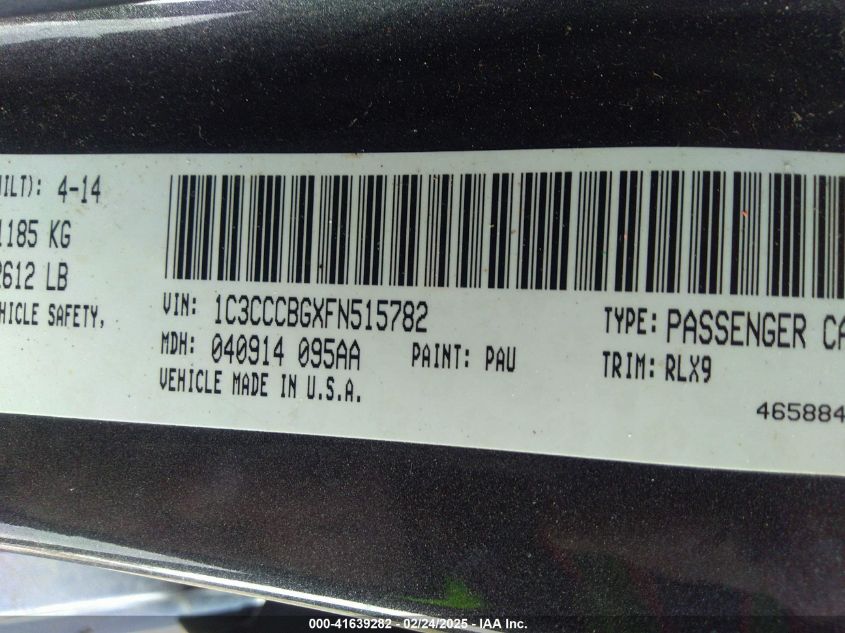 UILT): 4-14
1185 KG
2612 LB
HICLE SAFETY,
VIN: 1C3CCCBGXFN515782
MDH: 040914 095AA
PAINT: PAU
VEHICLE MADE IN U.S.A.
TYPE: PASSENGER CA
TRIM: RLX9
465884
000-41639282 - 02/24/2025 - IAA, Inc.